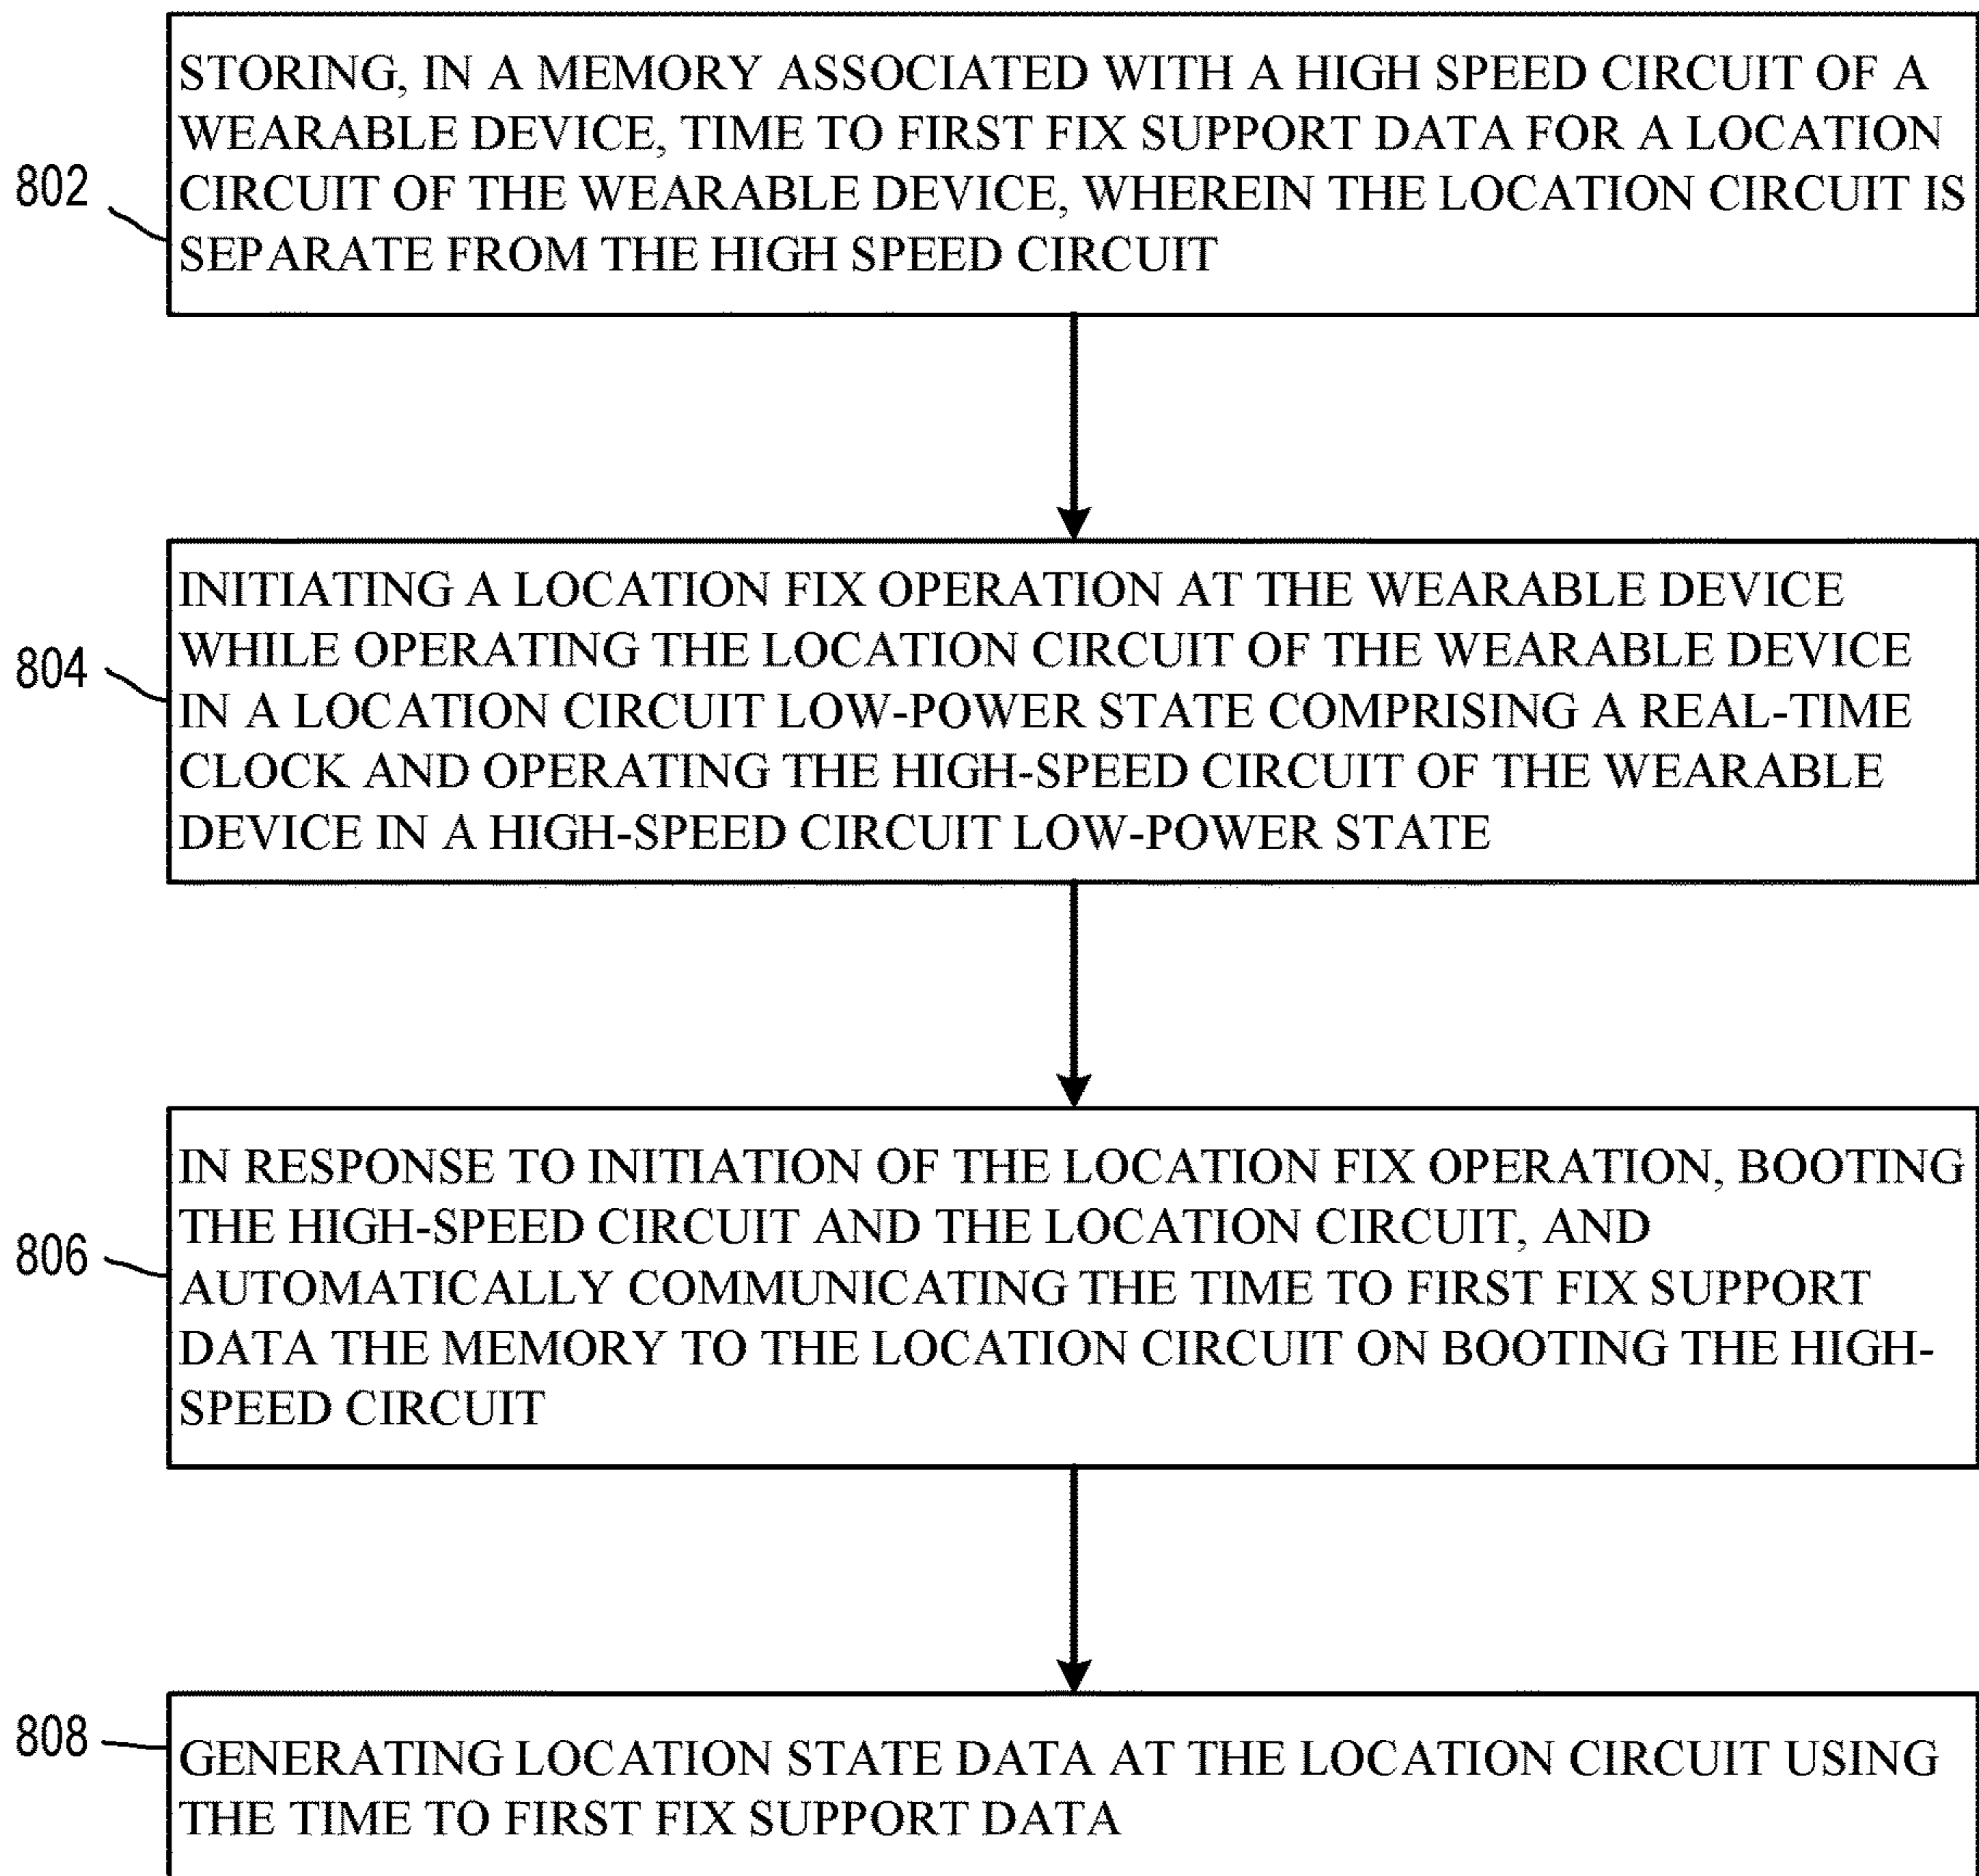 STORING, IN A MEMORY ASSOCIATED WITH A HIGH SPEED CIRCUIT OF A
WEARABLE DEVICE, TIME TO FIRST FIX SUPPORT DATA FOR A LOCATION
CIRCUIT OF THE WEARABLE DEVICE, WHEREIN THE LOCATION CIRCUIT IS
SEPARATE FROM THE HIGH SPEED CIRCUIT
802
INITIATING A LOCATION FIX OPERATION AT THE WEARABLE DEVICE
WHILE OPERATING THE LOCATION CIRCUIT OF THE WEARABLE DEVICE
IN A LOCATION CIRCUIT LOW-POWER STATE COMPRISING A REAL-TIME
CLOCK AND OPERATING THE HIGH-SPEED CIRCUIT OF THE WEARABLE
DEVICE IN A HIGH-SPEED CIRCUIT LOW-POWER STATE
804
IN RESPONSE TO INITIATION OF THE LOCATION FIX OPERATION, BOOTING
THE HIGH-SPEED CIRCUIT AND THE LOCATION CIRCUIT, AND
AUTOMATICALLY COMMUNICATING THE TIME TO FIRST FIX SUPPORT
DATA THE MEMORY TO THE LOCATION CIRCUIT ON BOOTING THE HIGH-
SPEED CIRCUIT
806
GENERATING LOCATION STATE DATA AT THE LOCATION CIRCUIT USING
THE TIME TO FIRST FIX SUPPORT DATA
808